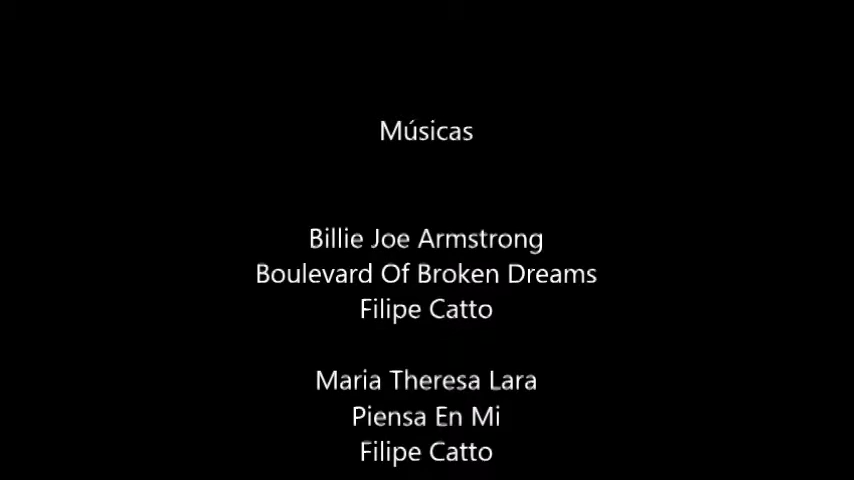 Músicas
Billie Joe Armstrong
Boulevard Of Broken Dreams
Filipe Catto
Maria Theresa Lara
Piensa En Mi
Filipe Catto